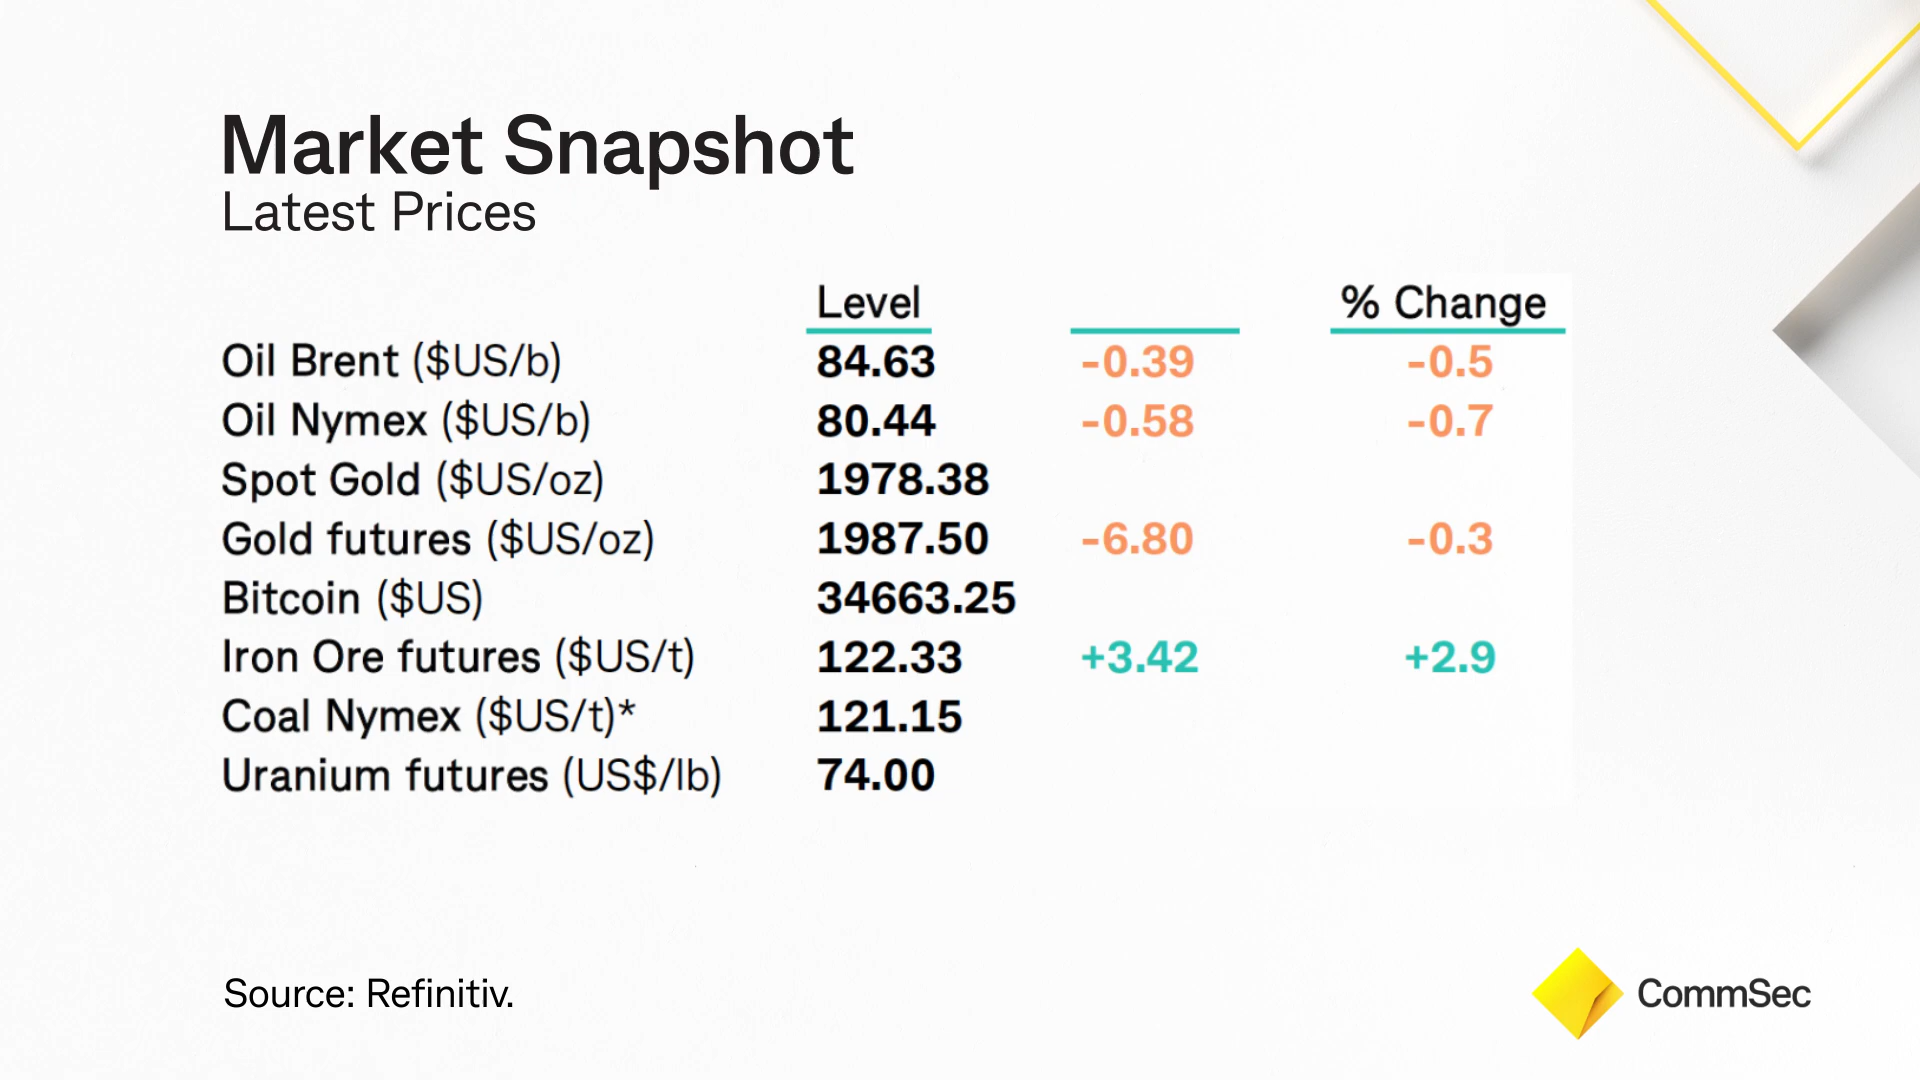 Market Snapshot
Latest Prices
Level % Change
Oil Brent ($US/b) 84.63 -0.39 -0.5
Oil Nymex ($US/b) 80.44 -0.58 -0.7
Spot Gold ($US/oz) 1978.38
Gold futures ($US/oz) 1987.50 -6.80 -0.3
Bitcoin ($US) 34663.25
Iron Ore futures ($US/t) 122.33 +3.42 +2.9
Coal Nymex ($US/t)* 121.15
Uranium futures (US$/lb) 74.00
Source: Refinitiv.
CommSec